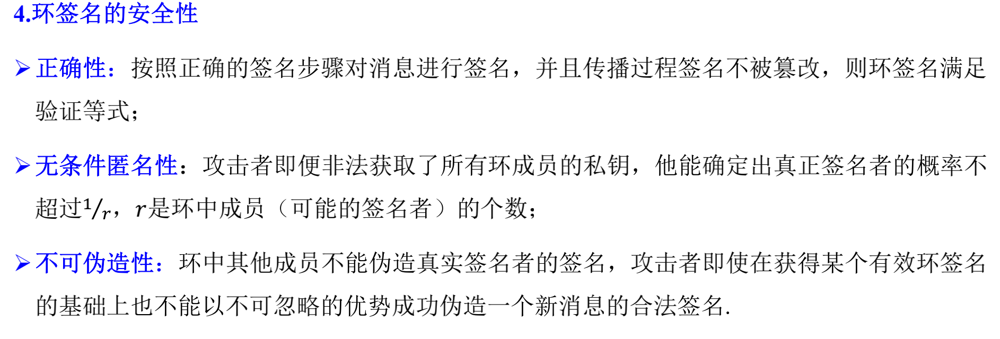 4.环签名的安全性
➢正确性：按照正确的签名步骤对消息进行签名，并且传播过程签名不被篡改，则环签名满足
验证等式；
➢无条件匿名性：攻击者即便非法获取了所有环成员的私钥，他能确定出真正签名者的概率不
超过1/r，r是环中成员（可能的签名者）的个数；
➢不可伪造性：环中其他成员不能伪造真实签名者的签名，攻击者即使在获得某个有效环签名
的基础上也不能以不可忽略的优势成功伪造一个新消息的合法签名.